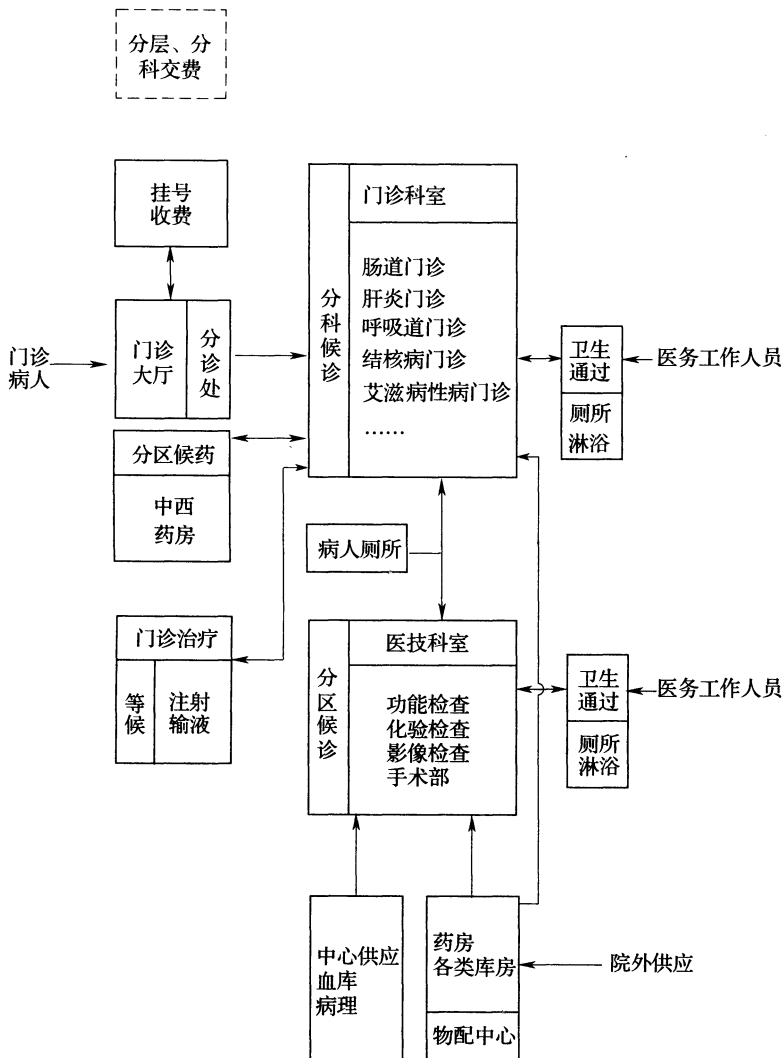 分层、分
科交费
挂号
收费
门诊
病人
门诊
大厅
分诊处
分区候药
中西
药房
门诊治疗
等候
注射
输液
分科候诊
门诊科室
肠道门诊
肝炎门诊
呼吸道门诊
结核病门诊
艾滋病性病门诊
……
卫生
通过
厕所
淋浴
医务工作人员
病人厕所
分区候诊
医技科室
功能检查
化验检查
影像检查
手术部
卫生
通过
厕所
淋浴
医务工作人员
中心供应
血库
病理
药房
各类库房
物配中心
院外供应